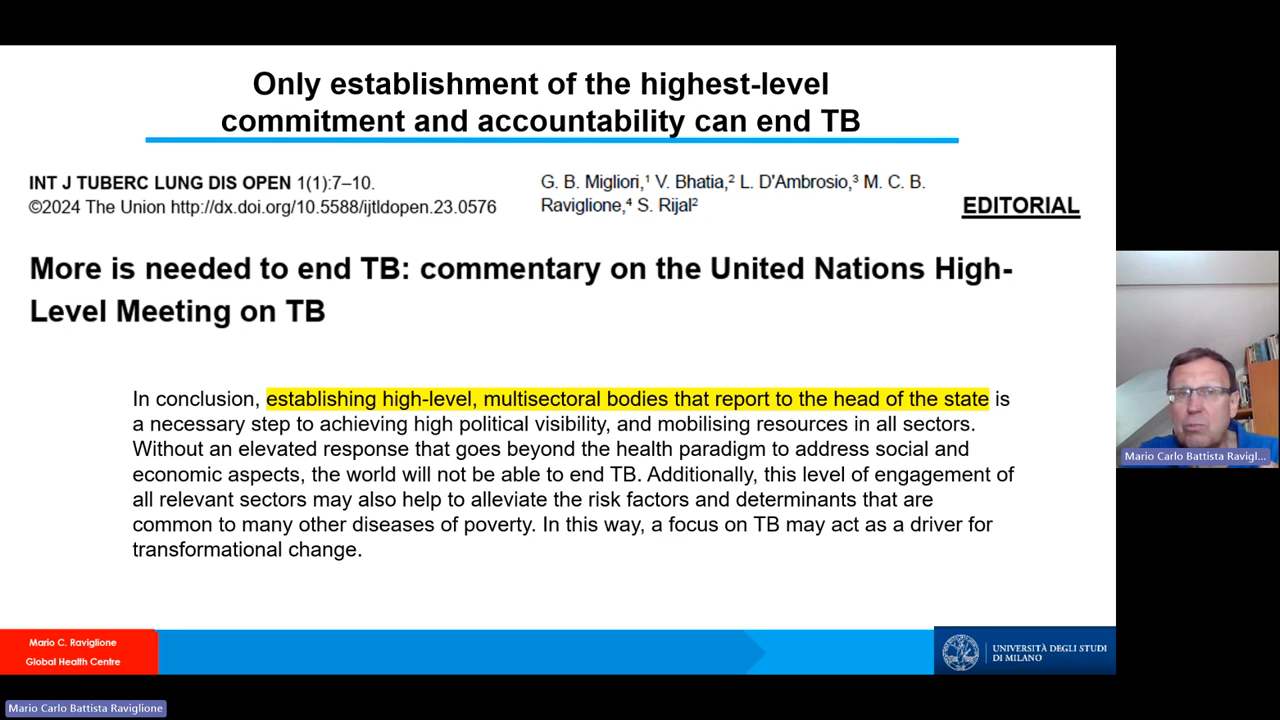 Only establishment of the highest-level
commitment and accountability can end TB
INT J TUBERC LUNG DIS OPEN 1(1):7–10.
©2024 The Union http://dx.doi.org/10.5588/ijtldopen.23.0576
G. B. Migliori,¹ V. Bhatia,² L. D'Ambrosio,³ M. C. B.
Raviglione,⁴ S. Rijal²
EDITORIAL
More is needed to end TB: commentary on the United Nations High-
Level Meeting on TB
In conclusion, establishing high-level, multisectoral bodies that report to the head of the state is
a necessary step to achieving high political visibility, and mobilising resources in all sectors.
Without an elevated response that goes beyond the health paradigm to address social and
economic aspects, the world will not be able to end TB. Additionally, this level of engagement of
all relevant sectors may also help to alleviate the risk factors and determinants that are
common to many other diseases of poverty. In this way, a focus on TB may act as a driver for
transformational change.
Mario Carlo Battista Ravigl...
Mario C. Raviglione
Global Health Centre
UNIVERSITÀ DEGLI STUDI
DI MILANO
Mario Carlo Battista Raviglione